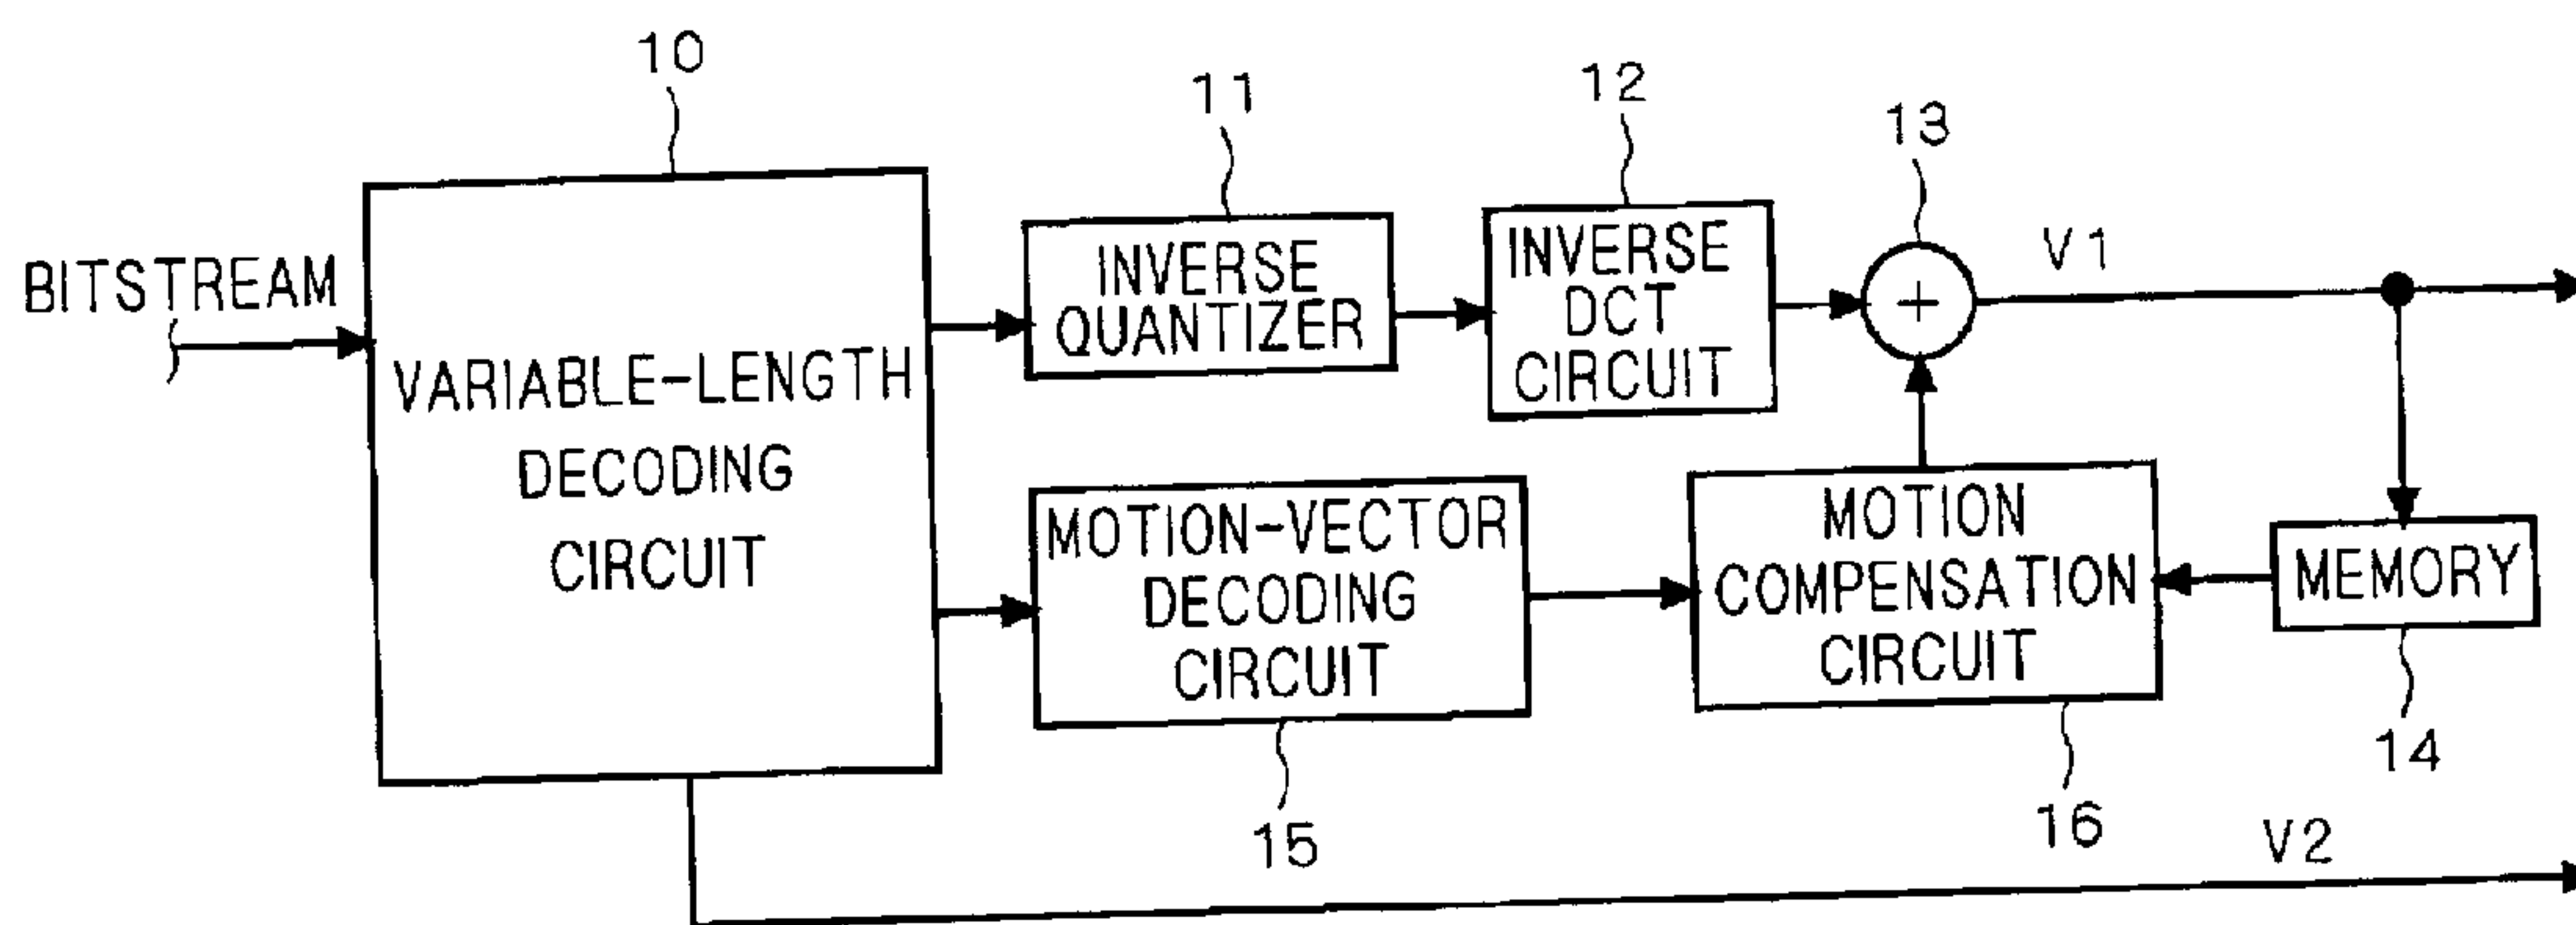 10
11
12
13
BITSTREAM
VARIABLE-LENGTH
DECODING
CIRCUIT
INVERSE
QUANTIZER
INVERSE
DCT
CIRCUIT
+
V1
MOTION-VECTOR
DECODING
CIRCUIT
MOTION
COMPENSATION
CIRCUIT
MEMORY
14
15
16
V2